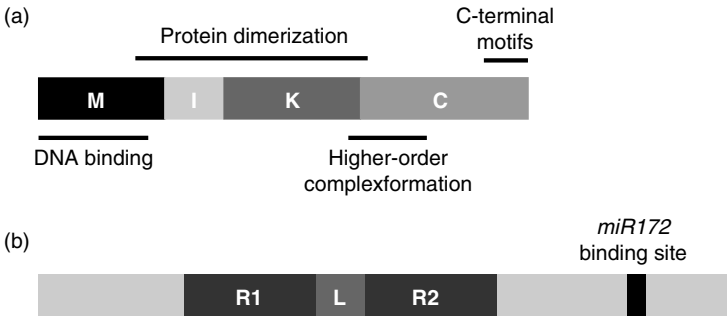 (a)
Protein dimerization
C-terminal
motifs
M I K C
DNA binding
Higher-order
complexformation
(b)
miR172
binding site
R1 L R2